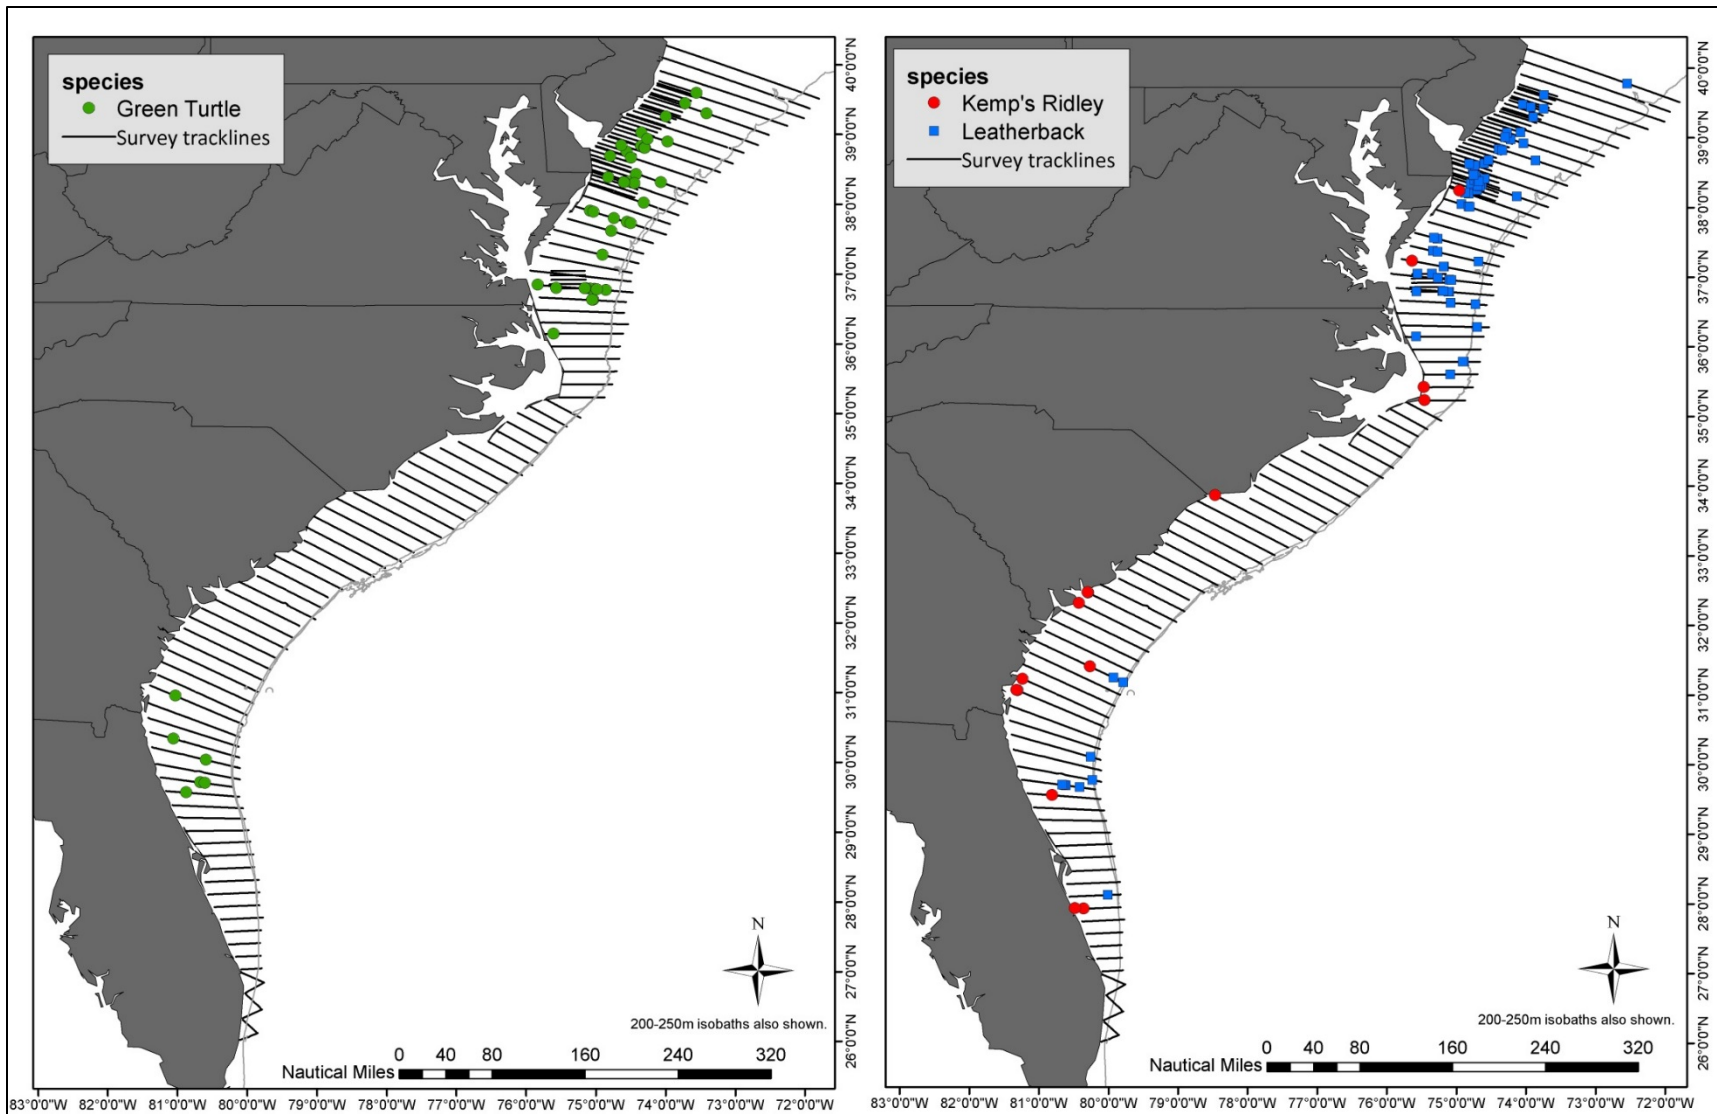 species
Green Turtle
Survey tracklines
40°0'0"N
39°0'0"N
38°0'0"N
37°0'0"N
36°0'0"N
35°0'0"N
34°0'0"N
33°0'0"N
32°0'0"N
31°0'0"N
30°0'0"N
29°0'0"N
28°0'0"N
27°0'0"N
26°0'0"N
N
200-250m isobaths also shown.
0 40 80 160 240 320
Nautical Miles
83°0'0"W 82°0'0"W 81°0'0"W 80°0'0"W 79°0'0"W 78°0'0"W 77°0'0"W 76°0'0"W 75°0'0"W 74°0'0"W 73°0'0"W 72°0'0"W
species
Kemp's Ridley
Leatherback
Survey tracklines
40°0'0"N
39°0'0"N
38°0'0"N
37°0'0"N
36°0'0"N
35°0'0"N
34°0'0"N
33°0'0"N
32°0'0"N
31°0'0"N
30°0'0"N
29°0'0"N
28°0'0"N
27°0'0"N
26°0'0"N
N
200-250m isobaths also shown.
0 40 80 160 240 320
Nautical Miles
83°0'0"W 82°0'0"W 81°0'0"W 80°0'0"W 79°0'0"W 78°0'0"W 77°0'0"W 76°0'0"W 75°0'0"W 74°0'0"W 73°0'0"W 72°0'0"W